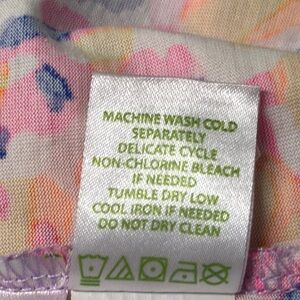 MACHINE WASH COLD
SEPARATELY
DELICATE CYCLE
NON-CHLORINE BLEACH
IF NEEDED
TUMBLE DRY LOW
COOL IRON IF NEEDED
DO NOT DRY CLEAN